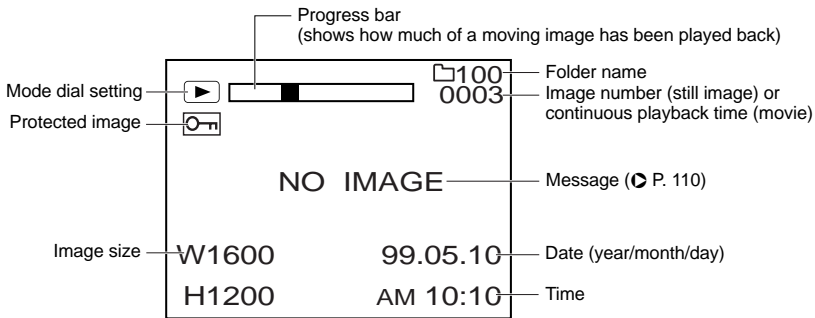 Progress bar
(shows how much of a moving image has been played back)
Mode dial setting
100
Folder name
0003
Image number (still image) or
continuous playback time (movie)
Protected image
NO IMAGE
Message ( P. 110)
Image size
W1600
99.05.10
Date (year/month/day)
H1200
AM 10:10
Time